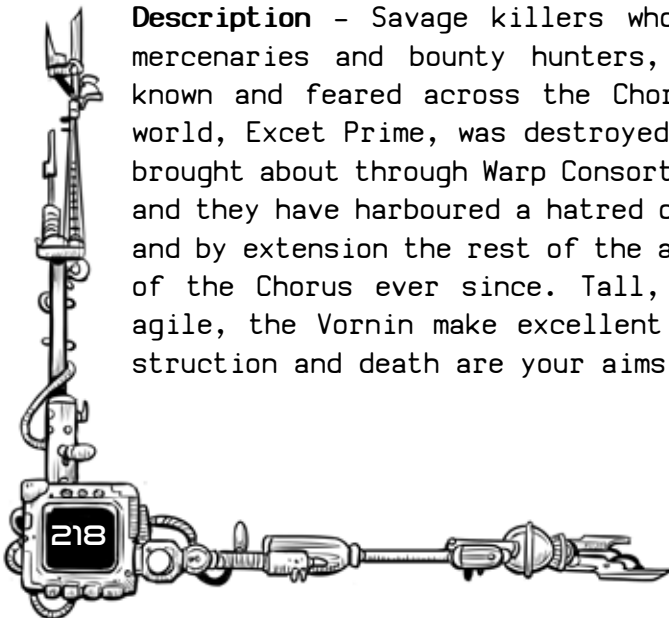 Description – Savage killers who
mercenaries and bounty hunters,
known and feared across the Chor
world, Excet Prime, was destroyed
brought about through Warp Consort
and they have harboured a hatred o
and by extension the rest of the a
of the Chorus ever since. Tall,
agile, the Vornin make excellent
struction and death are your aims
218